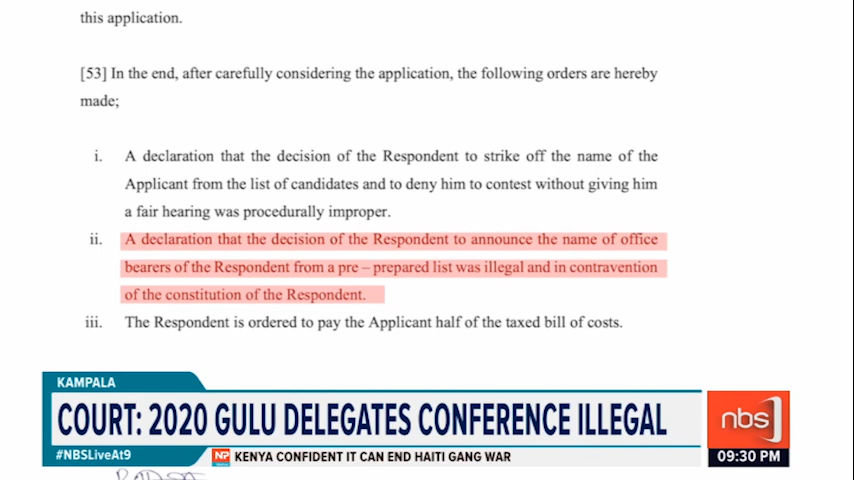 this application.
[53] In the end, after carefully considering the application, the following orders are hereby
made;
i. A declaration that the decision of the Respondent to strike off the name of the
Applicant from the list of candidates and to deny him to contest without giving him
a fair hearing was procedurally improper.
ii. A declaration that the decision of the Respondent to announce the name of office
bearers of the Respondent from a pre – prepared list was illegal and in contravention
of the constitution of the Respondent.
iii. The Respondent is ordered to pay the Applicant half of the taxed bill of costs.
KAMPALA
COURT: 2020 GULU DELEGATES CONFERENCE ILLEGAL
nbs
#NBSLiveAt9
NP
KENYA CONFIDENT IT CAN END HAITI GANG WAR
09:30 PM